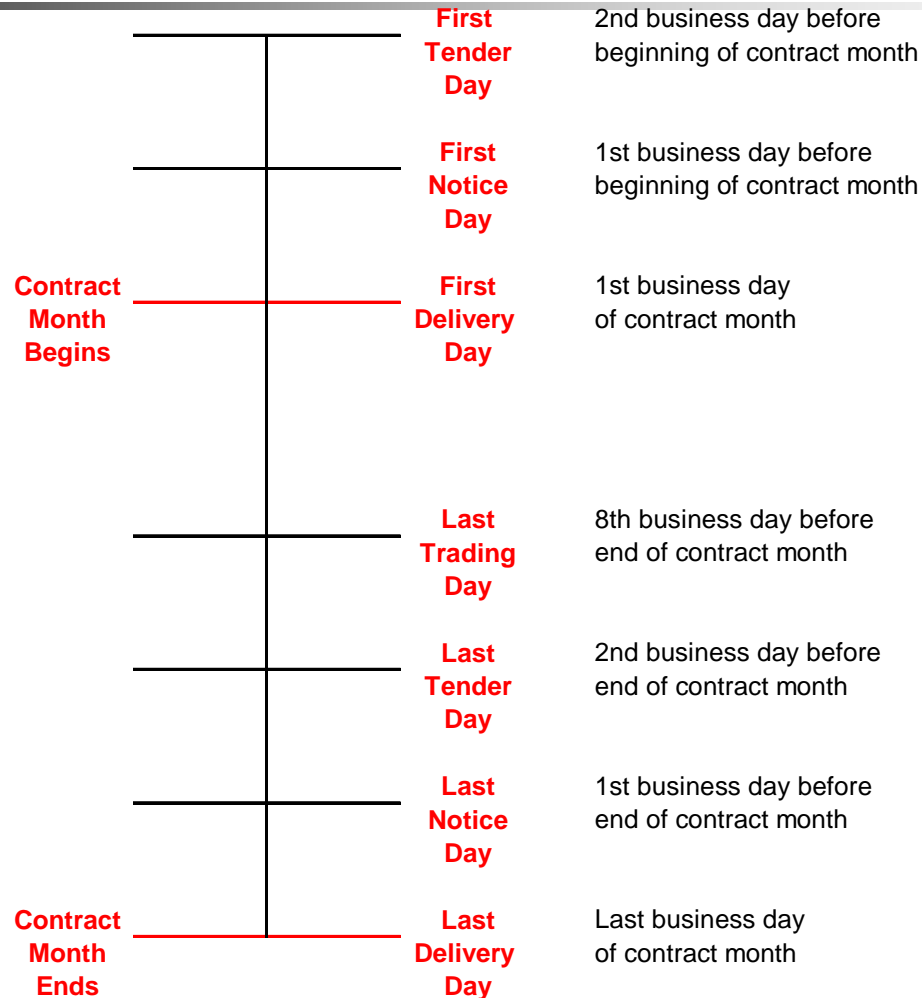 First
Tender
Day
2nd business day before
beginning of contract month
First
Notice
Day
1st business day before
beginning of contract month
Contract
Month
Begins
First
Delivery
Day
1st business day
of contract month
Last
Trading
Day
8th business day before
end of contract month
Last
Tender
Day
2nd business day before
end of contract month
Last
Notice
Day
1st business day before
end of contract month
Contract
Month
Ends
Last
Delivery
Day
Last business day
of contract month